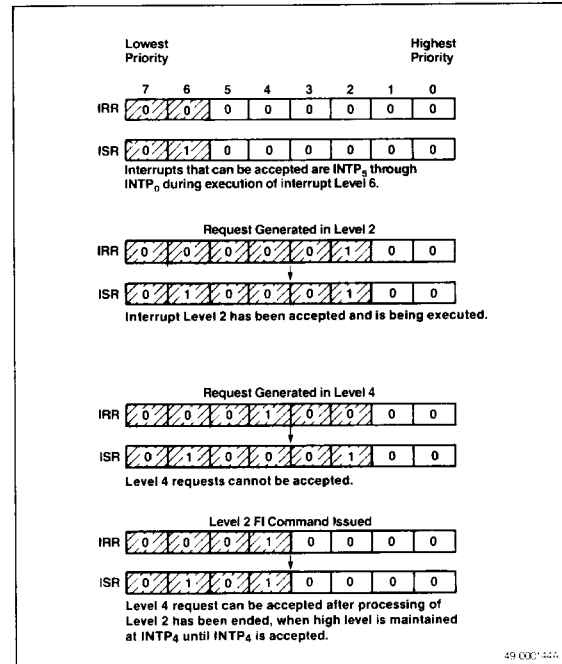 Lowest Priority Highest Priority
7 6 5 4 3 2 1 0
IRR 0 0 0 0 0 0 0 0
ISR 0 1 0 0 0 0 0 0
Interrupts that can be accepted are INTP5 through
INTP0 during execution of interrupt Level 6.
Request Generated in Level 2
IRR 0 0 0 0 0 1 0 0
ISR 0 1 0 0 0 1 0 0
Interrupt Level 2 has been accepted and is being executed.
Request Generated in Level 4
IRR 0 0 0 1 0 0 0 0
ISR 0 1 0 0 0 1 0 0
Level 4 requests cannot be accepted.
Level 2 FI Command Issued
IRR 0 0 0 1 0 0 0 0
ISR 0 1 0 1 0 0 0 0
Level 4 request can be accepted after processing of
Level 2 has been ended, when high level is maintained
at INTP4 until INTP4 is accepted.